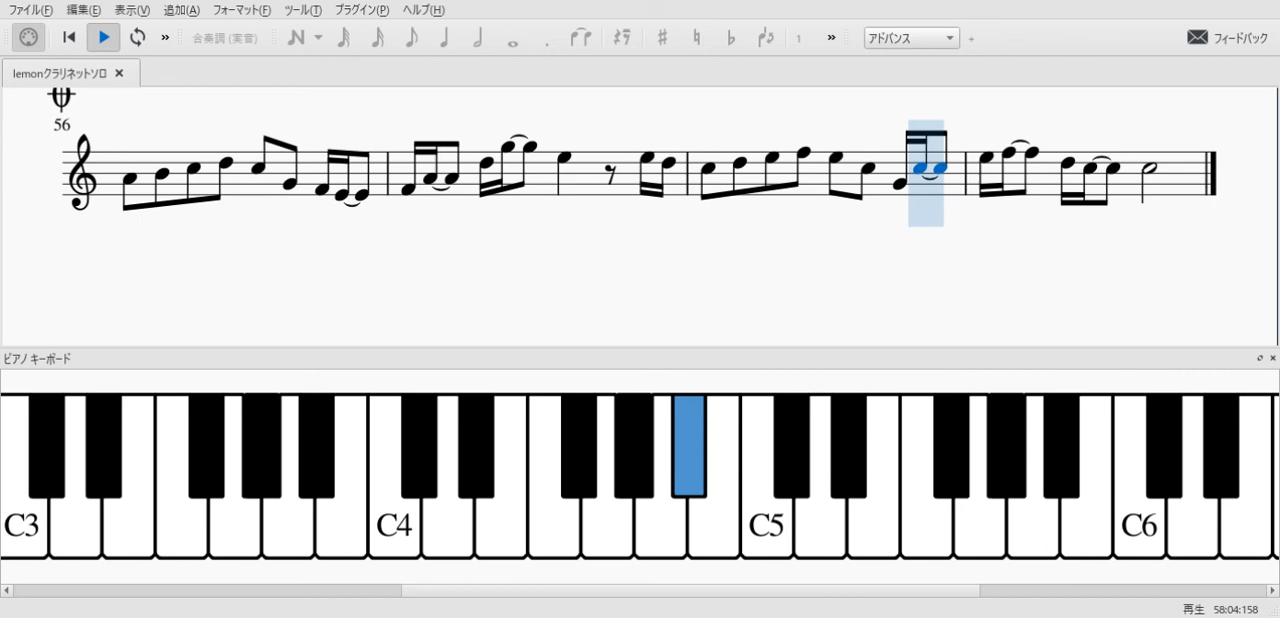 ファイル(F) 編集(E) 表示(V) 追加(A) フォーマット(F) ツール(T) プラグイン(P) ヘルプ(H)
合奏調 (実音) 1 アドバンス フィードバック
lemonクラリネットソロ
56
ピアノ キーボード
C3 C4 C5 C6
再生 58:04:158